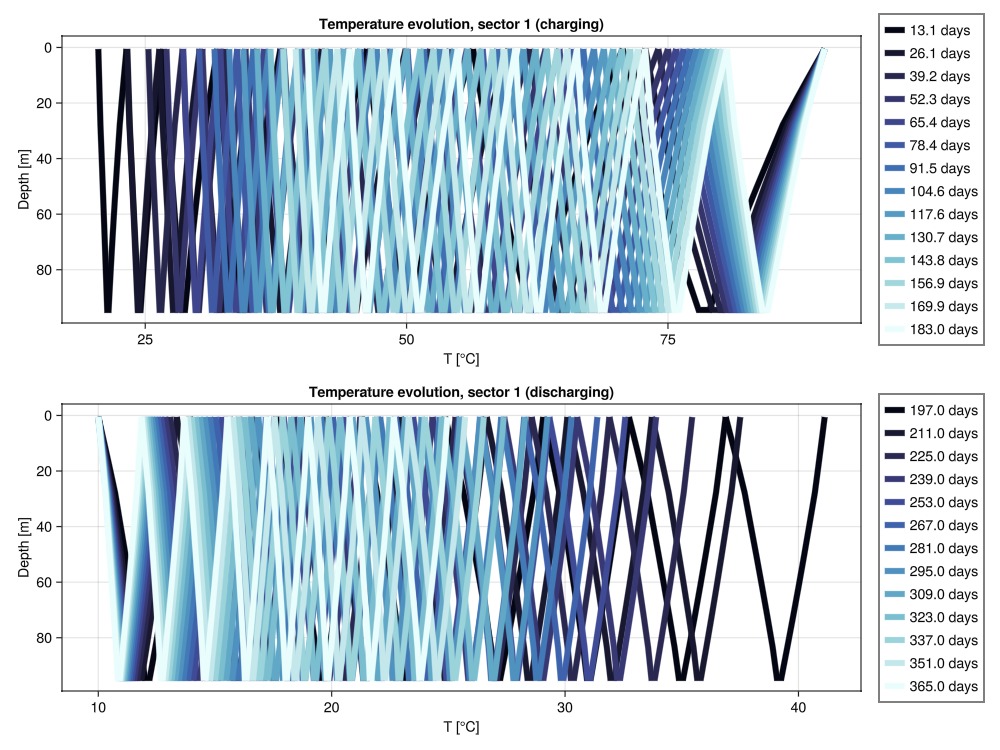 Temperature evolution, sector 1 (charging)
0
20
40
60
80
Depth [m]
25
50
75
T [°C]
13.1 days
26.1 days
39.2 days
52.3 days
65.4 days
78.4 days
91.5 days
104.6 days
117.6 days
130.7 days
143.8 days
156.9 days
169.9 days
183.0 days
Temperature evolution, sector 1 (discharging)
0
20
40
60
80
Depth [m]
10
20
30
40
T [°C]
197.0 days
211.0 days
225.0 days
239.0 days
253.0 days
267.0 days
281.0 days
295.0 days
309.0 days
323.0 days
337.0 days
351.0 days
365.0 days